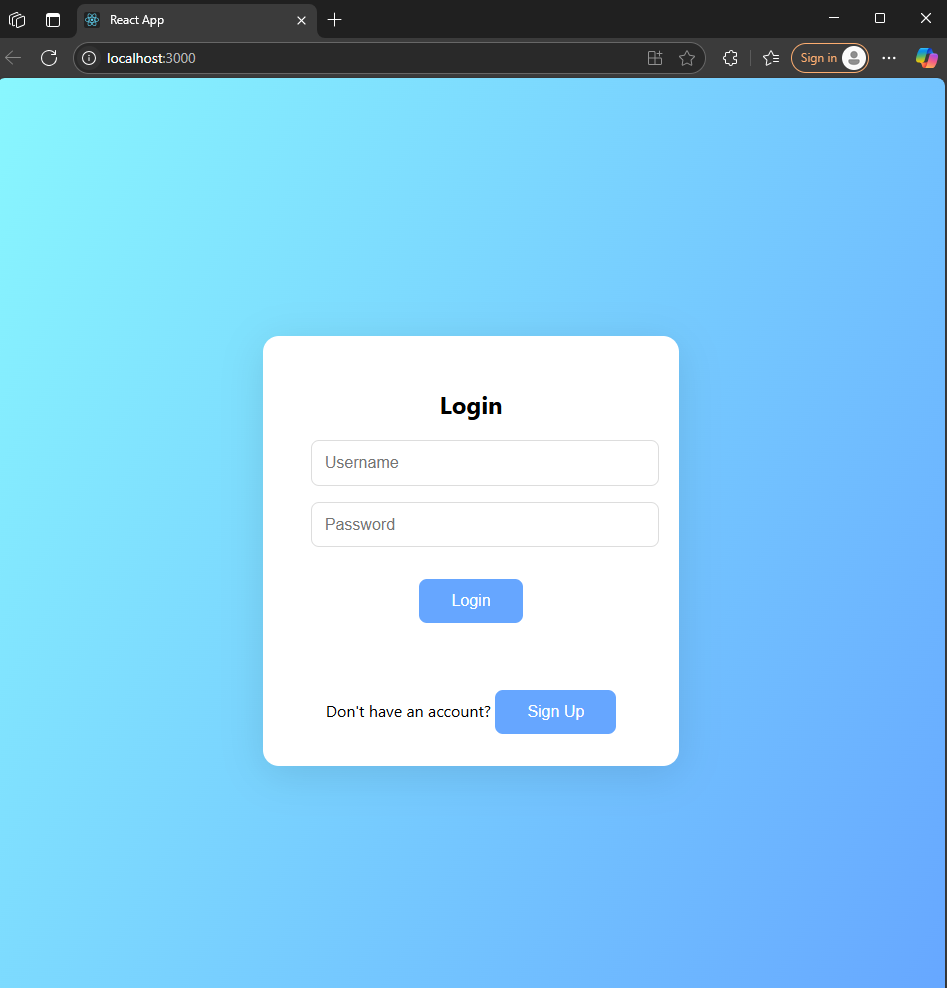 React App
localhost:3000
Sign in
Login
Username
Password
Login
Don't have an account? Sign Up